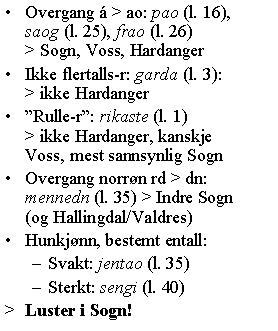 • Overgang á > ao: pao (l. 16),
saog (l. 25), frao (l. 26)
> Sogn, Voss, Hardanger
• Ikke flertalls-r: garda (l. 3):
> ikke Hardanger
• ”Rulle-r”: rikaste (l. 1)
> ikke Hardanger, kanskje
Voss, mest sannsynlig Sogn
• Overgang norrøn rd > dn:
mennedn (l. 35) > Indre Sogn
(og Hallingdal/Valdres)
• Hunkjønn, bestemt entall:
– Svakt: jentao (l. 35)
– Sterkt: sengi (l. 40)
> Luster i Sogn!